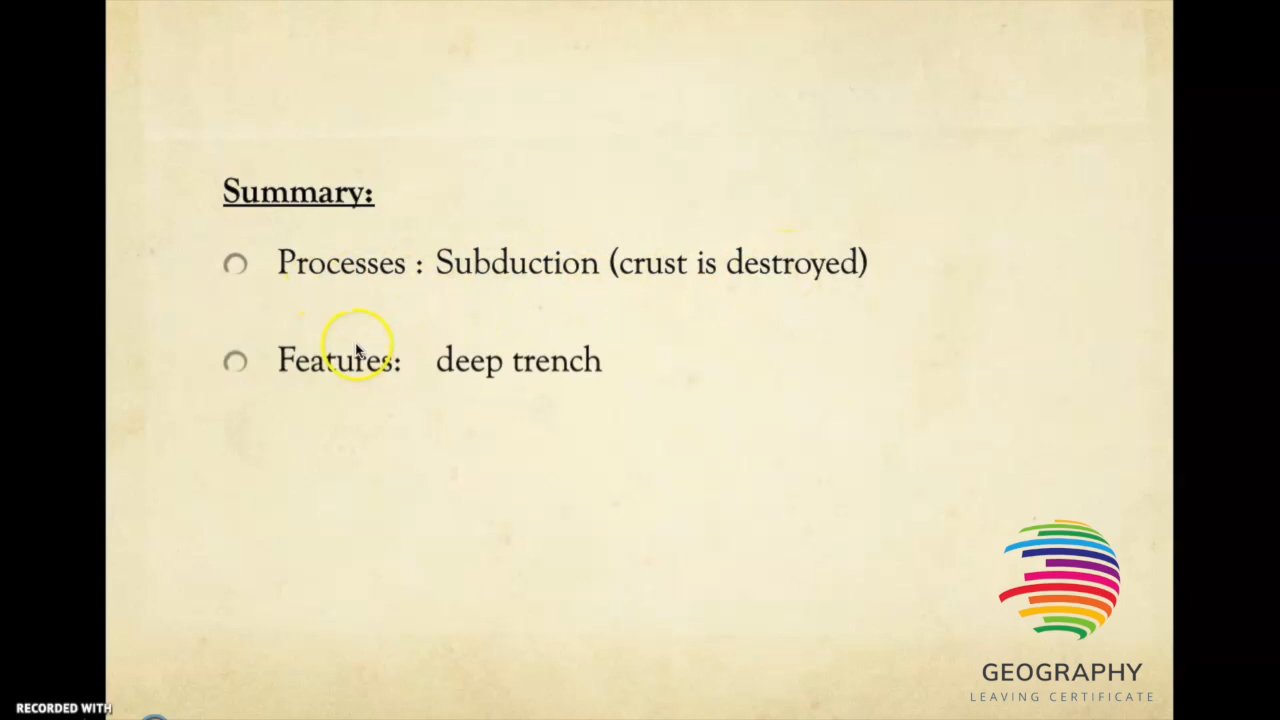 Summary:
Processes : Subduction (crust is destroyed)
Features: deep trench
GEOGRAPHY
LEAVING CERTIFICATE
RECORDED WITH